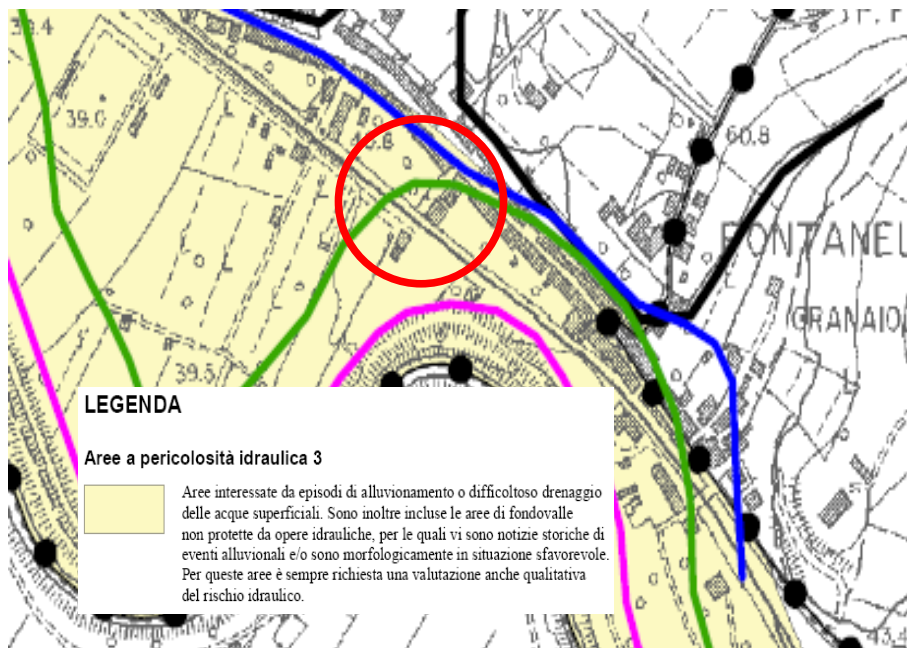 39.4
P. P
39.0
60.8
FONTANEL
GRANAIO
39.5
LEGENDA
Aree a pericolosità idraulica 3
Aree interessate da episodi di alluvionamento o difficoltoso drenaggio
delle acque superficiali. Sono inoltre incluse le aree di fondovalle
non protette da opere idrauliche, per le quali vi sono notizie storiche di
eventi alluvionali e/o sono morfologicamente in situazione sfavorevole.
Per queste aree è sempre richiesta una valutazione anche qualitativa
del rischio idraulico.
43.4